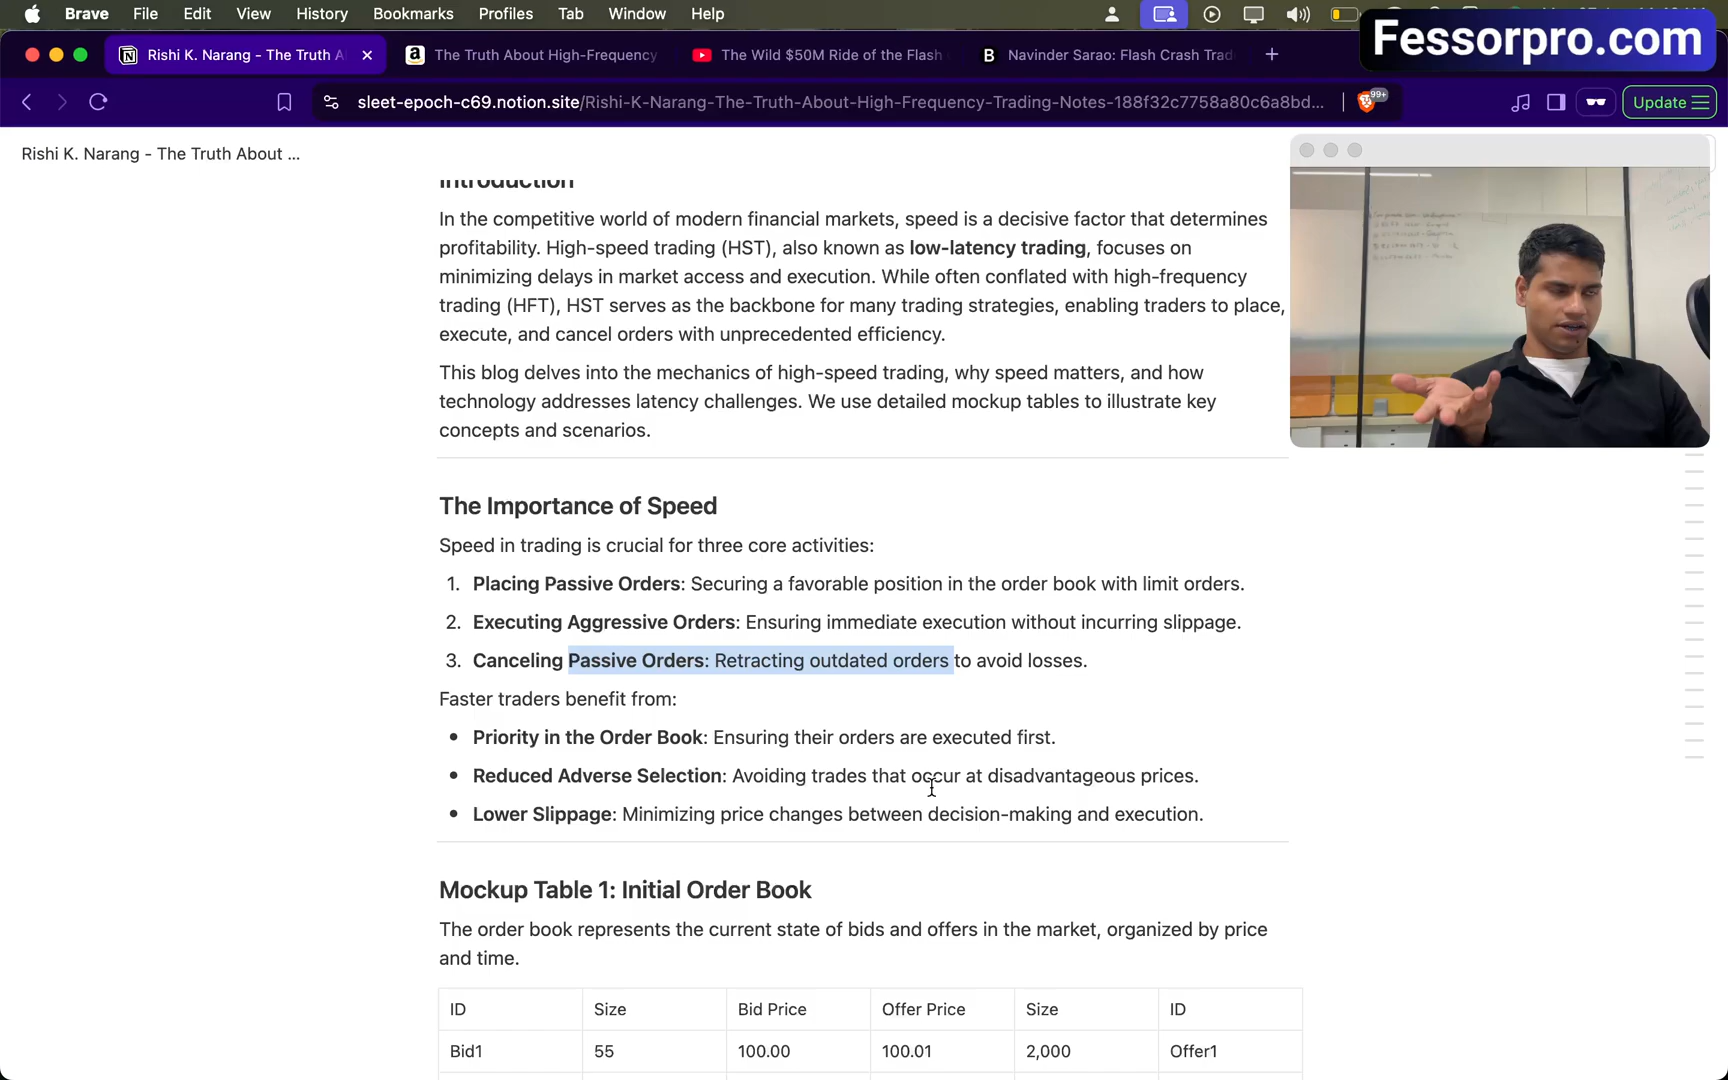 Brave File Edit View History Bookmarks Profiles Tab Window Help
Fessorpro.com
Rishi K. Narang - The Truth A
The Truth About High-Frequency
The Wild $50M Ride of the Flash
Navinder Sarao: Flash Crash Trad
sleet-epoch-c69.notion.site/Rishi-K-Narang-The-Truth-About-High-Frequency-Trading-Notes-188f32c7758a80c6a8bd...
99+
Update
Rishi K. Narang - The Truth About ...
Introduction
In the competitive world of modern financial markets, speed is a decisive factor that determines
profitability. High-speed trading (HST), also known as low-latency trading, focuses on
minimizing delays in market access and execution. While often conflated with high-frequency
trading (HFT), HST serves as the backbone for many trading strategies, enabling traders to place,
execute, and cancel orders with unprecedented efficiency.
This blog delves into the mechanics of high-speed trading, why speed matters, and how
technology addresses latency challenges. We use detailed mockup tables to illustrate key
concepts and scenarios.
The Importance of Speed
Speed in trading is crucial for three core activities:
1. Placing Passive Orders: Securing a favorable position in the order book with limit orders.
2. Executing Aggressive Orders: Ensuring immediate execution without incurring slippage.
3. Canceling Passive Orders: Retracting outdated orders to avoid losses.
Faster traders benefit from:
• Priority in the Order Book: Ensuring their orders are executed first.
• Reduced Adverse Selection: Avoiding trades that occur at disadvantageous prices.
• Lower Slippage: Minimizing price changes between decision-making and execution.
Mockup Table 1: Initial Order Book
The order book represents the current state of bids and offers in the market, organized by price
and time.
ID Size Bid Price Offer Price Size ID
Bid1 55 100.00 100.01 2,000 Offer1